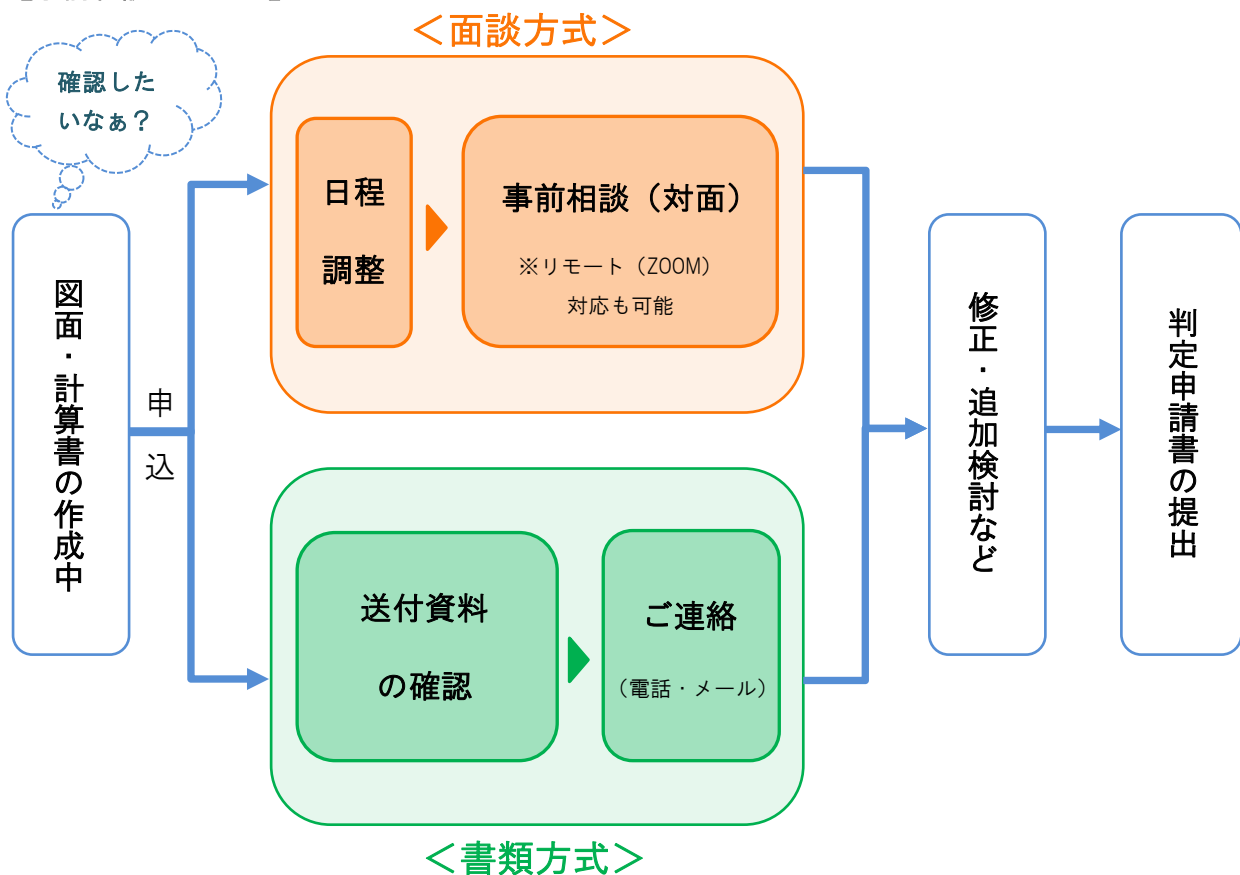 ＜面談方式＞
確認した
いなぁ？
図面・計算書の作成中
申
込
日程
調整
事前相談（対面）
※リモート（ZOOM）
対応も可能
送付資料
の確認
ご連絡
（電話・メール）
＜書類方式＞
修正・追加検討など
判定申請書の提出